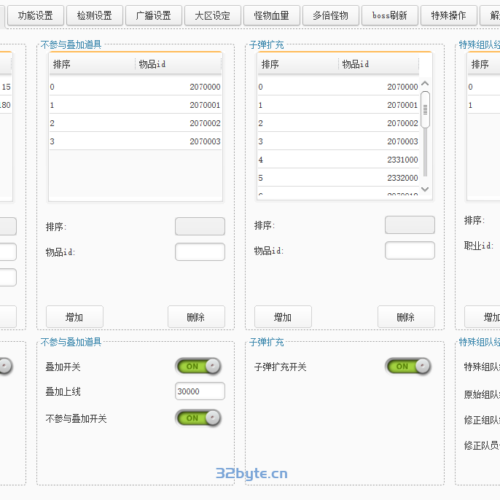 功能设置 检测设置 广播设置 大区设定 怪物血量 多倍怪物 boss刷新 特殊操作
不参与叠加道具 子弹扩充 特殊组队经
排序 物品id 排序 物品id 排序
15 0 2070000 0 2070000 0
80 1 2070001 1 2070001 1
2 2070002 2 2070002
3 2070003 3 2070003
4 2331000
5 2332000
排序: 排序: 排序:
物品id: 物品id: 职业id:
增加 删除 增加 删除 增加
不参与叠加道具 子弹扩充 特殊组队经
叠加开关 ON 子弹扩充开关 ON 特殊组队
叠加上线 30000 原始组队
不参与叠加开关 ON 修正组队
修正队员
32byte.cn